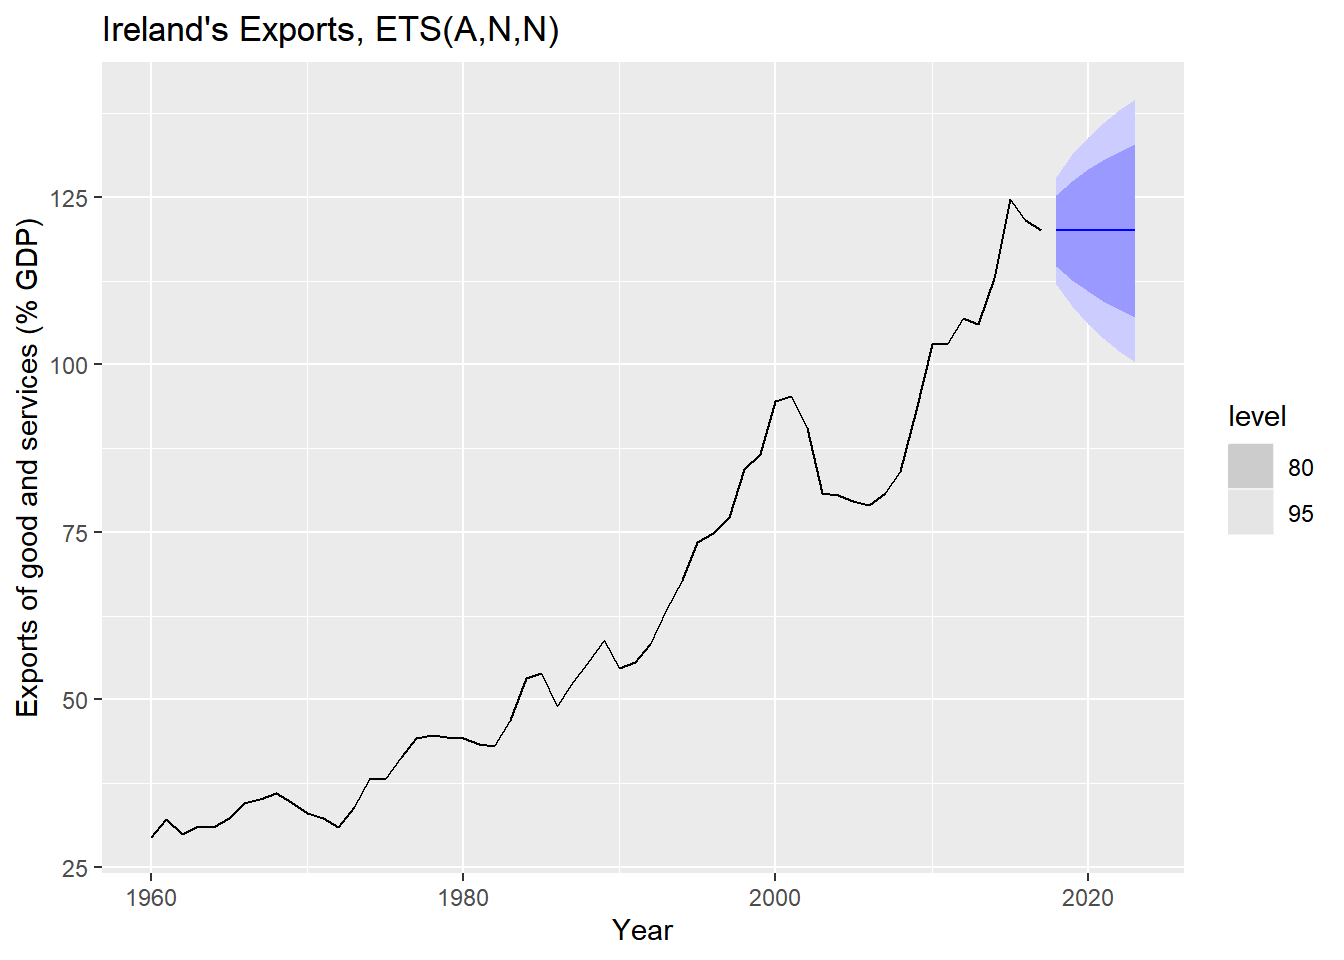 Ireland's Exports, ETS(A,N,N)
Exports of good and services (% GDP)
125
100
75
50
25
1960
1980
2000
2020
Year
level
80
95